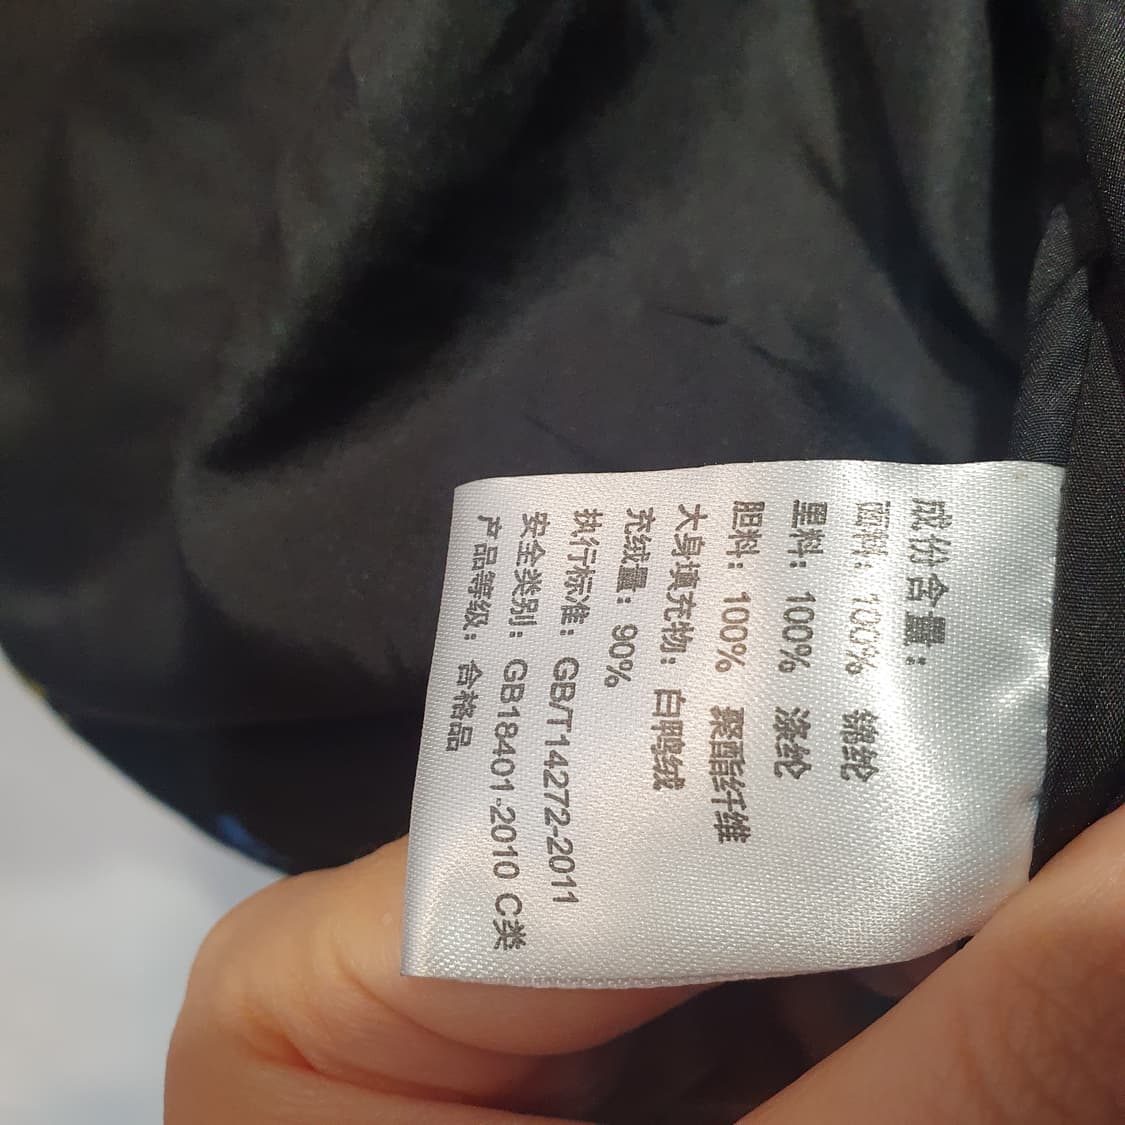 成份含量：
面料：100% 锦纶
里料：100% 涤纶
胆料：100% 聚酯纤维
大身填充物：白鸭绒
充绒量：90%
执行标准：GB/T14272-2011
安全类别：GB18401-2010 C类
产品等级：合格品